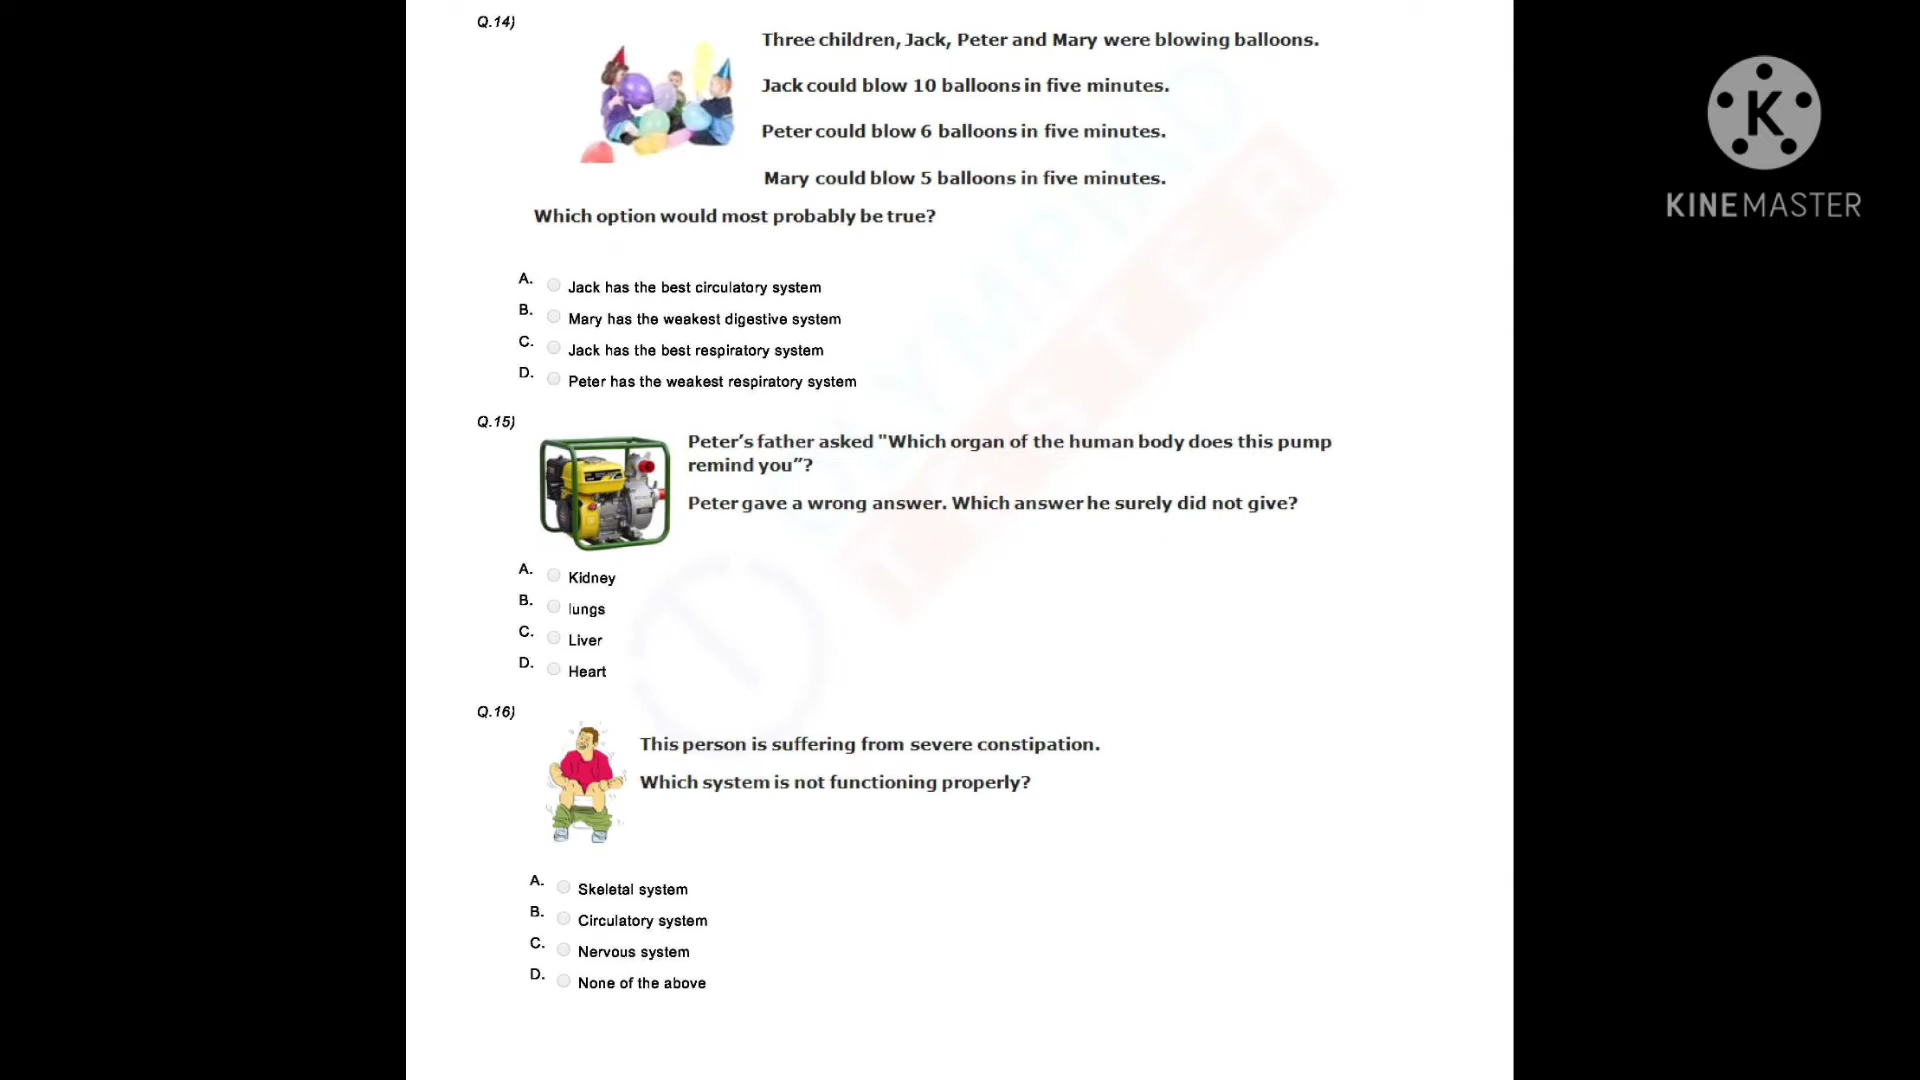 Q.14)
Three children, Jack, Peter and Mary were blowing balloons.
Jack could blow 10 balloons in five minutes.
Peter could blow 6 balloons in five minutes.
Mary could blow 5 balloons in five minutes.
Which option would most probably be true?
A. Jack has the best circulatory system
B. Mary has the weakest digestive system
C. Jack has the best respiratory system
D. Peter has the weakest respiratory system
Q.15)
Peter’s father asked "Which organ of the human body does this pump
remind you”?
Peter gave a wrong answer. Which answer he surely did not give?
A. Kidney
B. lungs
C. Liver
D. Heart
Q.16)
This person is suffering from severe constipation.
Which system is not functioning properly?
A. Skeletal system
B. Circulatory system
C. Nervous system
D. None of the above
K
KINEMASTER